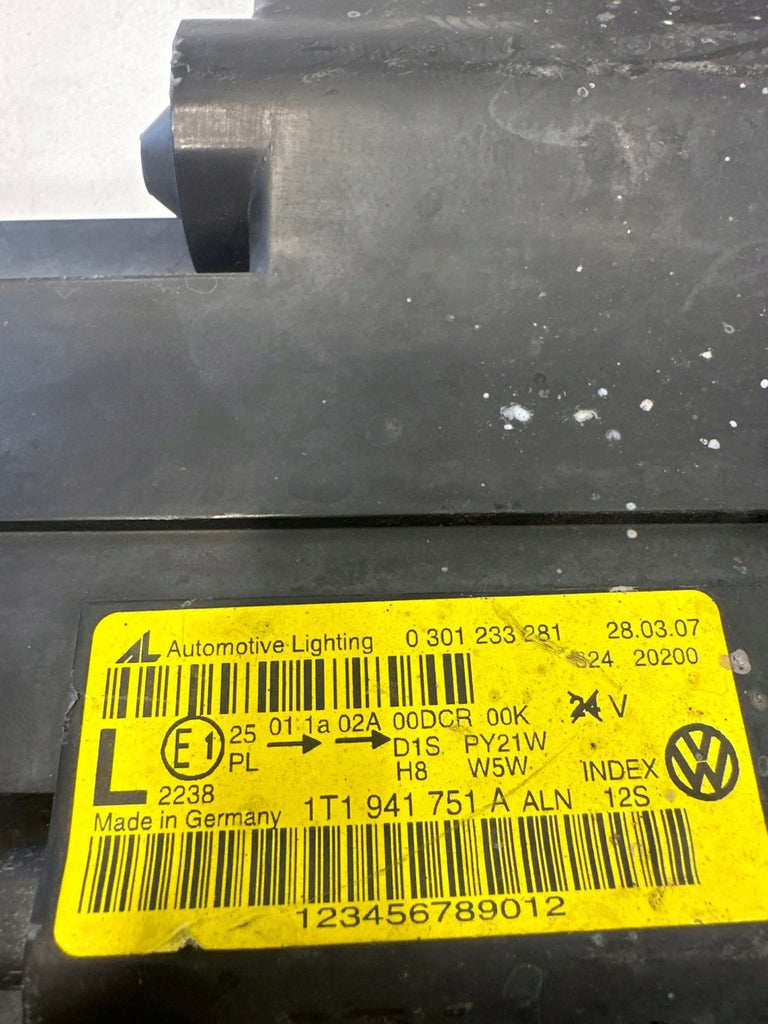 AL Automotive Lighting 0 301 233 281 28.03.07
S24 20200
L E1 25 01 1a 02A 00DCR 00K 24 V
PL D1S PY21W
H8 W5W INDEX
2238 1T1 941 751 A ALN 12S
Made in Germany
123456789012